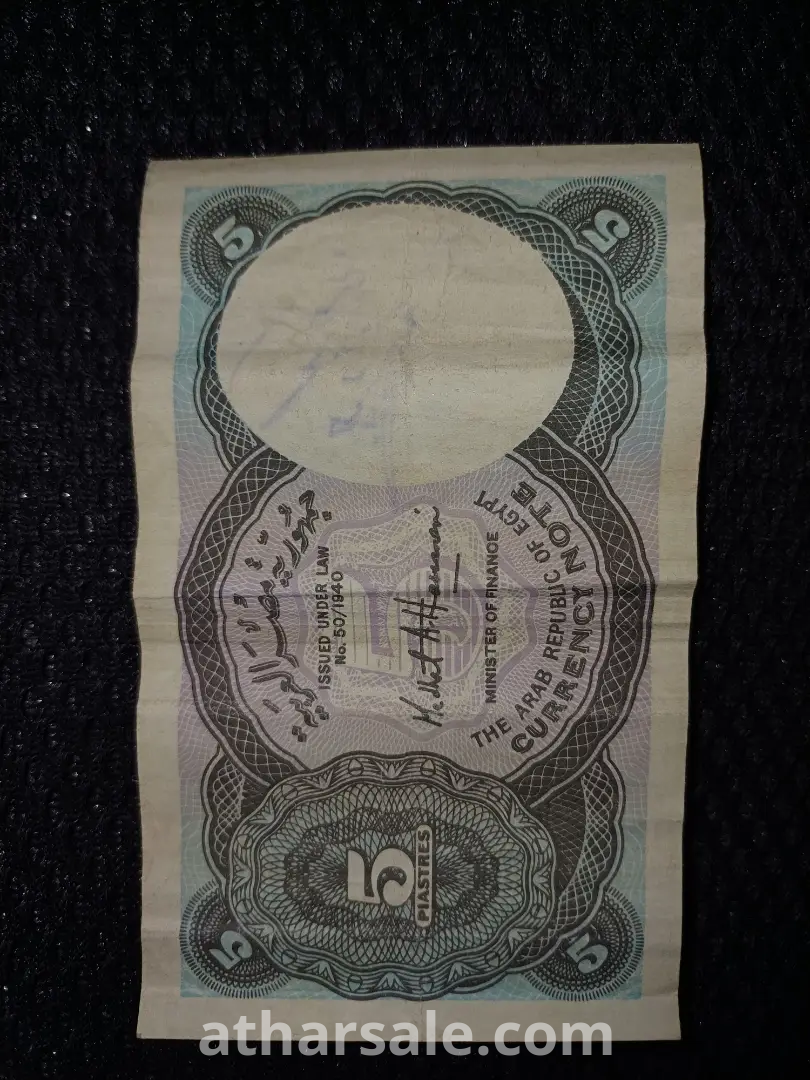 5
5
جمهورية مصر العربية
ISSUED UNDER LAW
No. 50/1940
MINISTER OF FINANCE
THE ARAB REPUBLIC OF EGYPT
CURRENCY NOTE
5
PIASTRES
5
5
atharsale.com